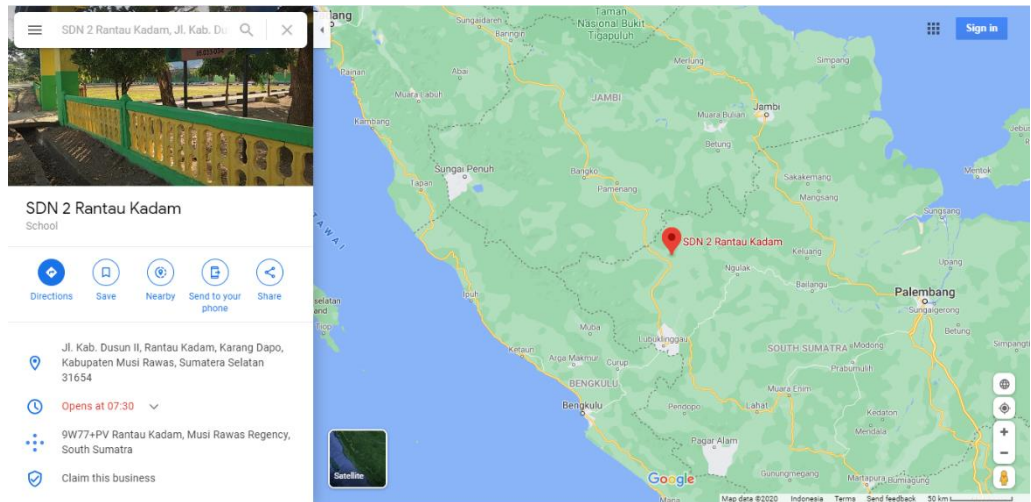 SDN 2 Rantau Kadam, Jl. Kab. Du
SDN 2 Rantau Kadam
School
Directions
Save
Nearby
Send to your
phone
Share
Jl. Kab. Dusun II, Rantau Kadam, Karang Dapo,
Kabupaten Musi Rawas, Sumatera Selatan
31654
Opens at 07:30
9W77+PV Rantau Kadam, Musi Rawas Regency,
South Sumatra
Claim this business
Sign in
Taman
Nasional Bukit
Tigapuluh
Sungaidareh
Baringin
Painan
Abai
Muara Labuh
Kambang
Merlung
Simpang
JAMBI
Jambi
Muara Bulian
Betung
Sungai Penuh
Tapan
Bangko
Pamenang
Sakakemang
Mangsang
Mentok
Sungsang
SDN 2 Rantau Kadam
Keluang
Upang
Ngulak
Bailangu
Palembang
Sungaigerong
Ipuh
Muba
Lubuklinggau
SOUTH SUMATRA
Modong
Simpangti
Ketaun
Arga Makmur
Curup
Prabumulih
BENGKULU
Bengkulu
Muara Enim
Pendopo
Lahat
Kedaton
Mendala
Pagar Alam
Satellite
Google
Manna
Gunungmegang
Martapura
Bumiagung
Map data ©2020
Indonesia
Terms
Send feedback
50 km